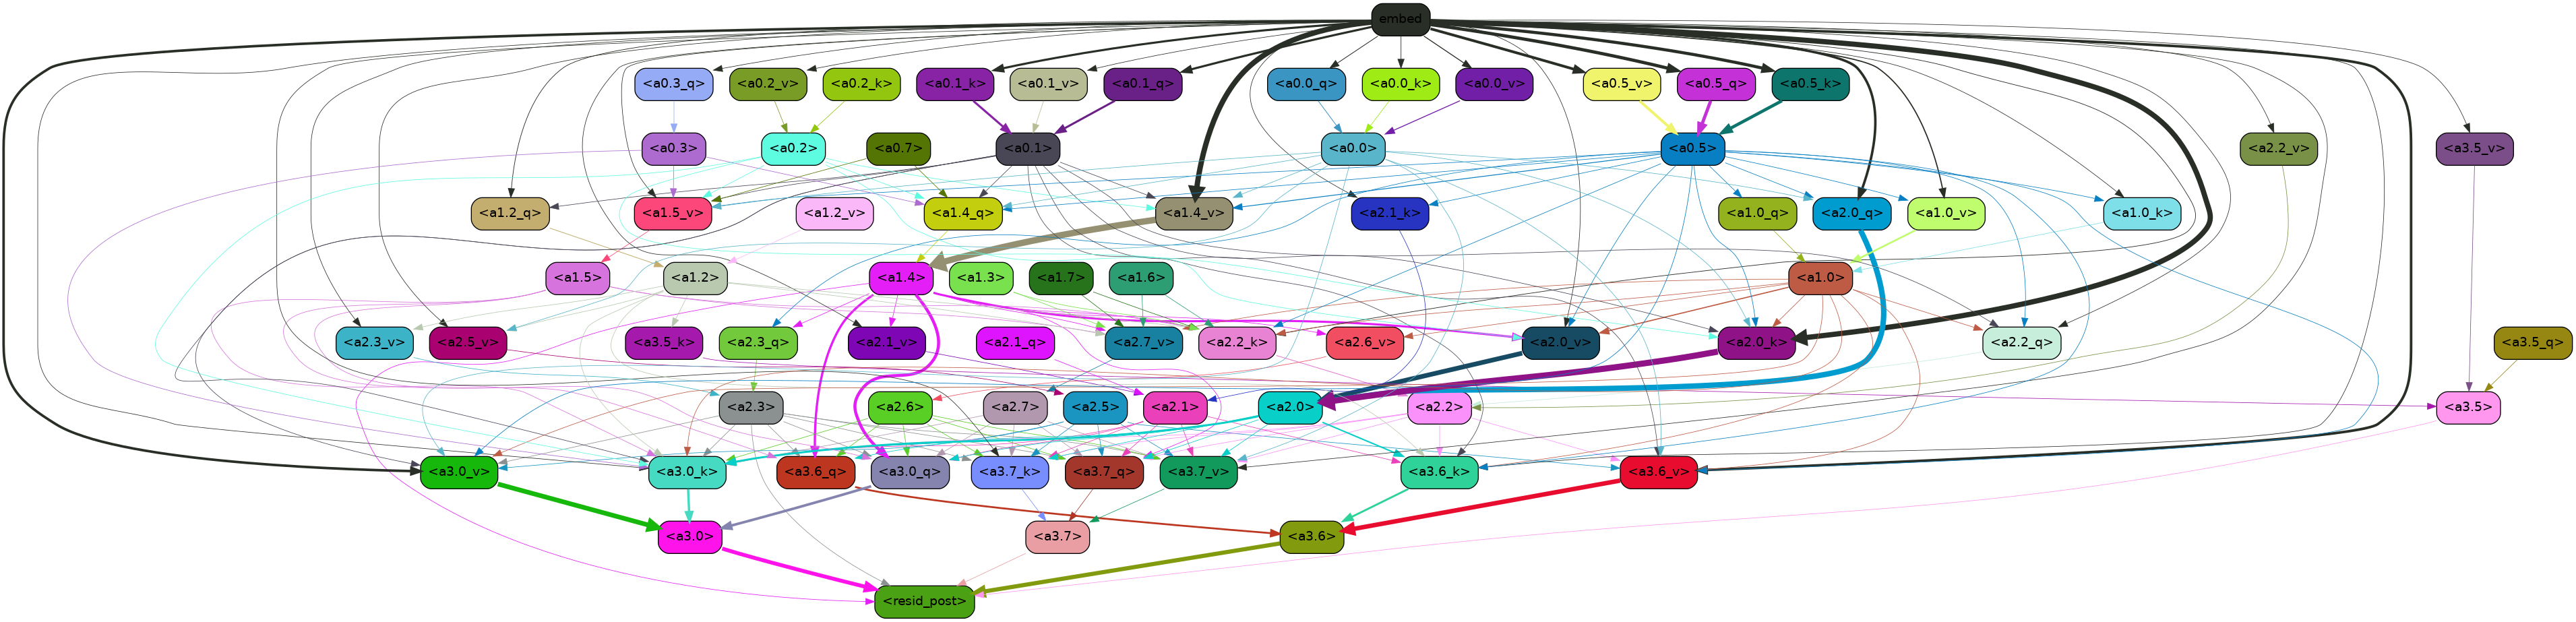 embed
<a0.3_q> <a0.2_v> <a0.2_k> <a0.1_k> <a0.1_v> <a0.1_q> <a0.0_q> <a0.0_k> <a0.0_v> <a0.5_v> <a0.5_q> <a0.5_k>
<a0.3> <a0.2> <a0.7> <a0.1> <a0.0> <a0.5> <a2.2_v> <a3.5_v>
<a1.2_q> <a1.5_v> <a1.2_v> <a1.4_q> <a1.4_v> <a2.1_k> <a1.0_q> <a2.0_q> <a1.0_v> <a1.0_k>
<a1.5> <a1.2> <a1.4> <a1.3> <a1.7> <a1.6> <a1.0>
<a2.3_v> <a2.5_v> <a3.5_k> <a2.3_q> <a2.1_v> <a2.1_q> <a2.7_v> <a2.2_k> <a2.6_v> <a2.0_v> <a2.0_k> <a2.2_q> <a3.5_q>
<a2.3> <a2.6> <a2.7> <a2.5> <a2.1> <a2.0> <a2.2> <a3.5>
<a3.0_v> <a3.0_k> <a3.6_q> <a3.0_q> <a3.7_k> <a3.7_q> <a3.7_v> <a3.6_k> <a3.6_v>
<a3.0> <a3.7> <a3.6>
<resid_post>